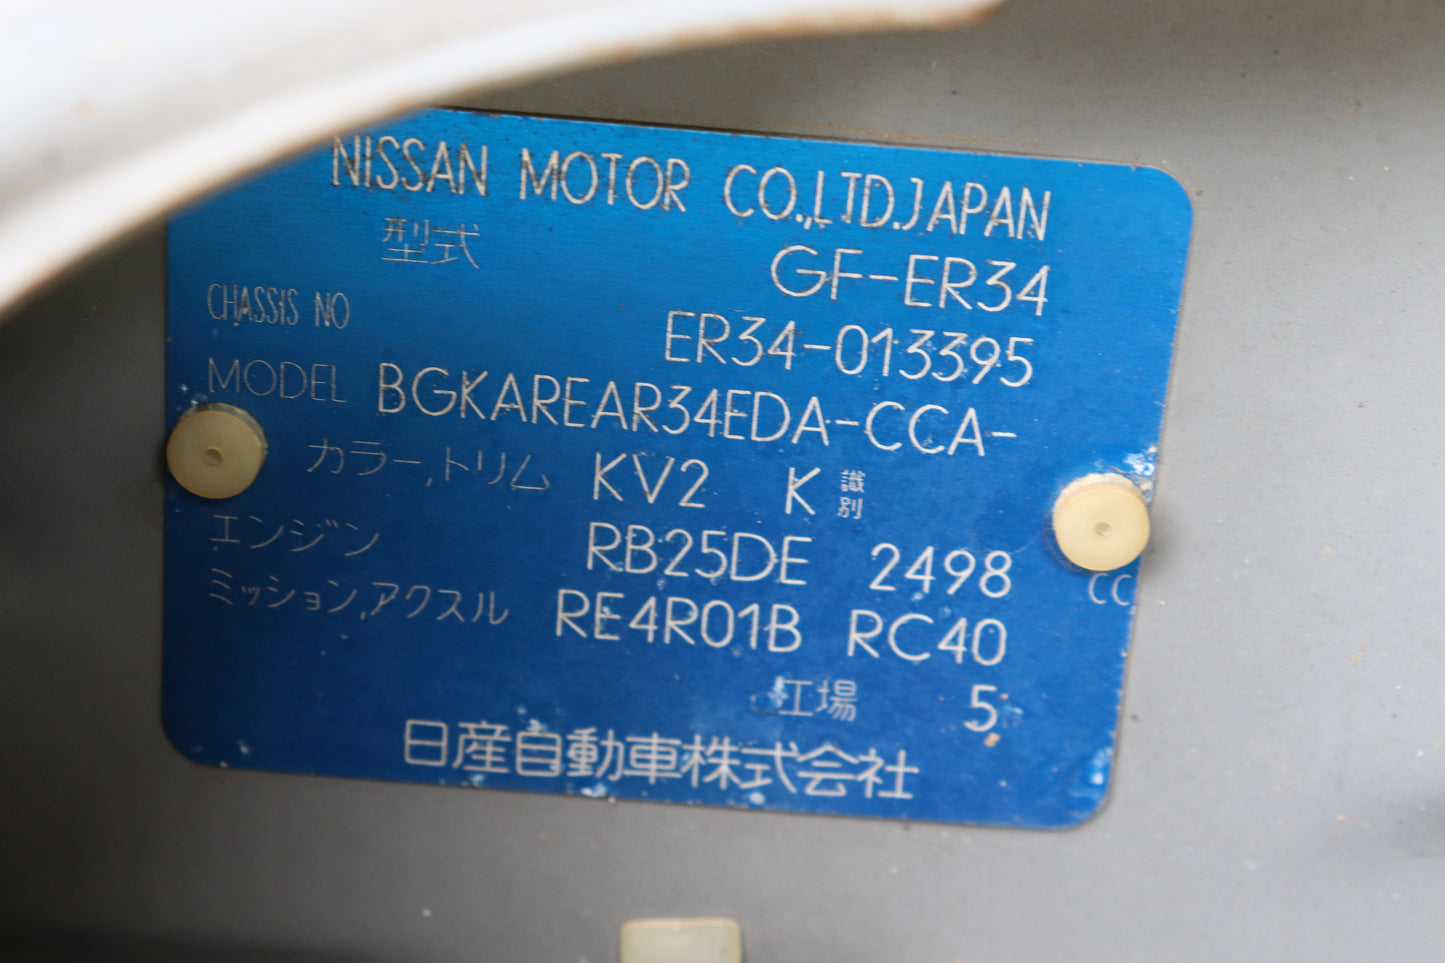 NISSAN MOTOR CO.,LTD.JAPAN
型式 GF-ER34
CHASSIS NO ER34-013395
MODEL BGKAREAR34EDA-CCA-
カラー,トリム KV2 K 識別
エンジン RB25DE 2498 CC
ミッション,アクスル RE4R01B RC40
工場 5
日産自動車株式会社